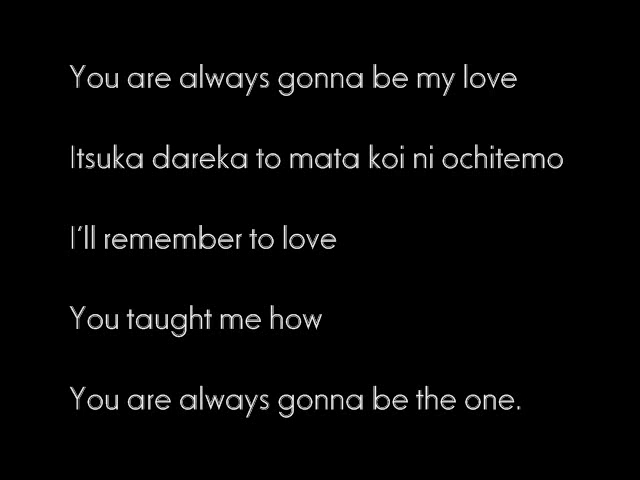 You are always gonna be my love
Itsuka dareka to mata koi ni ochitemo
I'll remember to love
You taught me how
You are always gonna be the one.